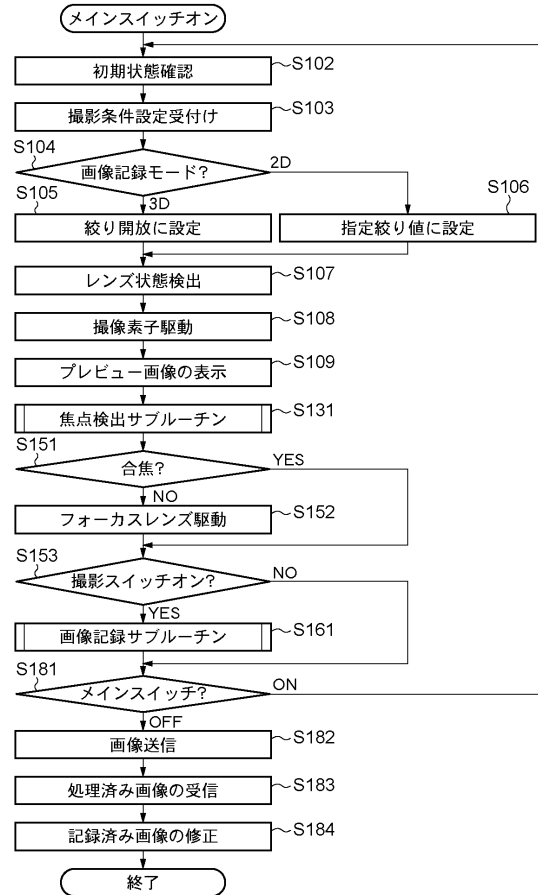 メインスイッチオン
初期状態確認
S102
撮影条件設定受付け
S103
S104
画像記録モード?
2D
3D
S105
絞り開放に設定
S106
指定絞り値に設定
レンズ状態検出
S107
撮像素子駆動
S108
プレビュー画像の表示
S109
焦点検出サブルーチン
S131
S151
合焦?
YES
NO
フォーカスレンズ駆動
S152
S153
撮影スイッチオン?
NO
YES
画像記録サブルーチン
S161
S181
メインスイッチ?
ON
OFF
画像送信
S182
処理済み画像の受信
S183
記録済み画像の修正
S184
終了